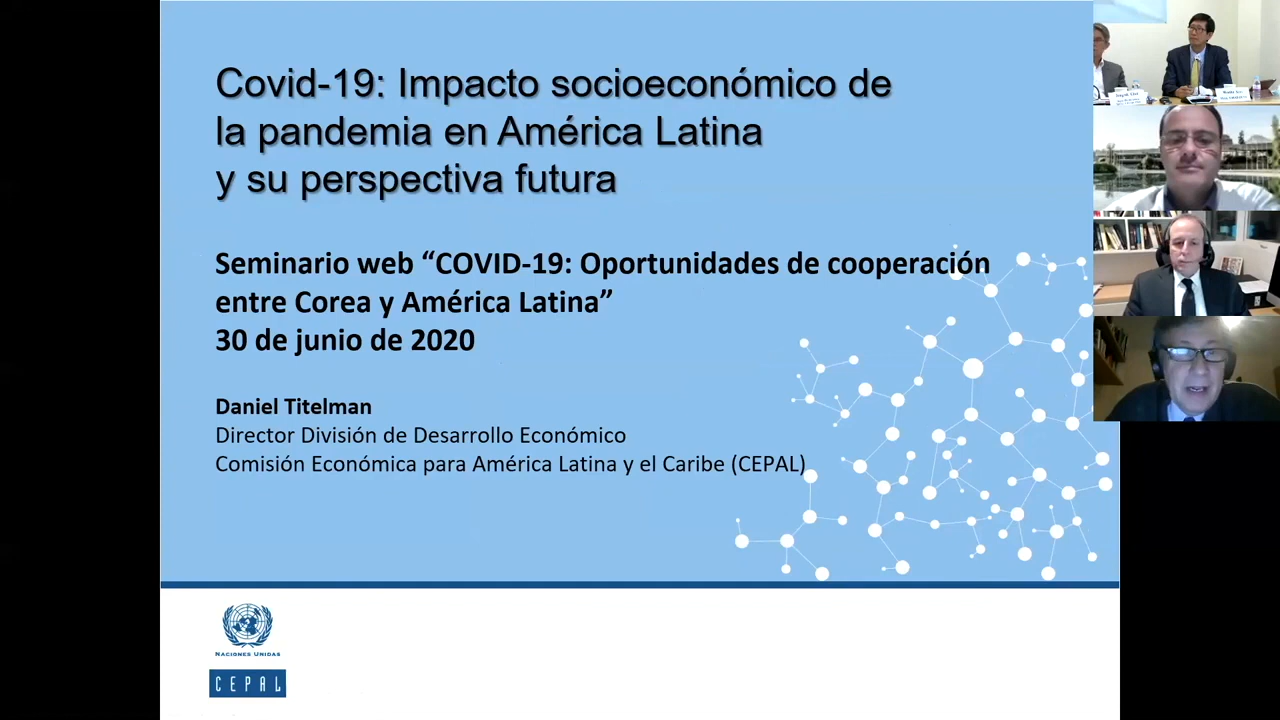 Covid-19: Impacto socioeconómico de
la pandemia en América Latina
y su perspectiva futura
Seminario web “COVID-19: Oportunidades de cooperación
entre Corea y América Latina”
30 de junio de 2020
Daniel Titelman
Director División de Desarrollo Económico
Comisión Económica para América Latina y el Caribe (CEPAL)
NACIONES UNIDAS
CEPAL